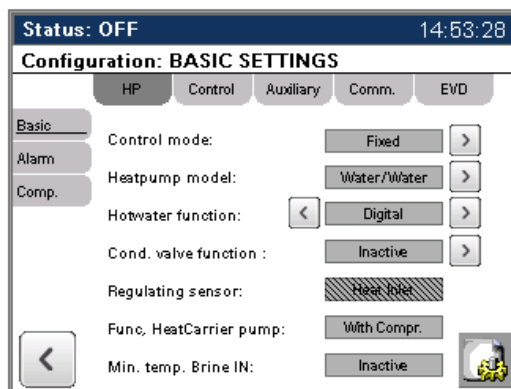 Status: OFF 14:53:28
Configuration: BASIC SETTINGS
HP Control Auxiliary Comm. EVD
Basic
Alarm
Comp.
Control mode: Fixed >
Heatpump model: Water/Water >
Hotwater function: < Digital >
Cond. valve function : Inactive >
Regulating sensor: Heat Inlet
Func, HeatCarrier pump: With Compr.
Min. temp. Brine IN: Inactive
<